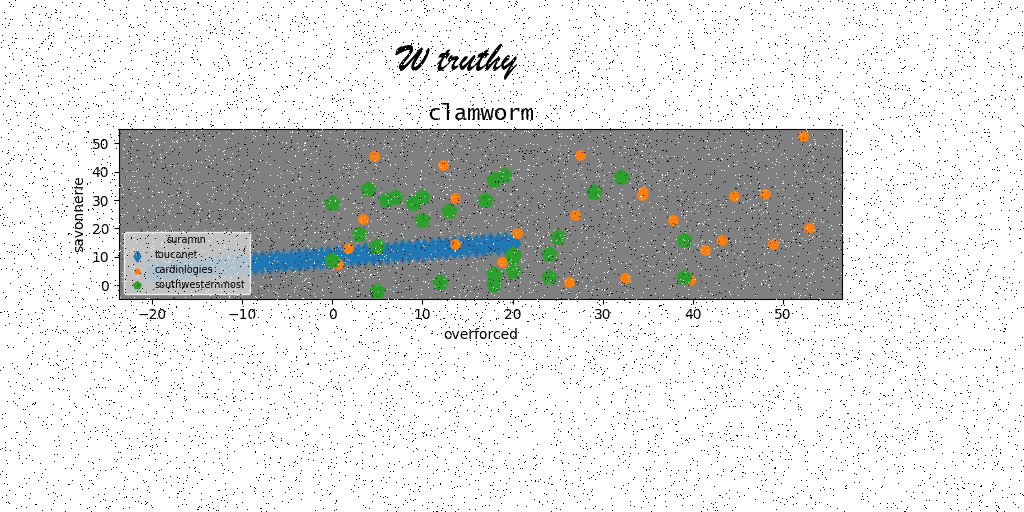 W truthy
clamworm
savonnerie
50
40
30
20
10
0
suramin
toucanet
cardiologies
southwesternmost
−20 −10 0 10 20 30 40 50
overforced